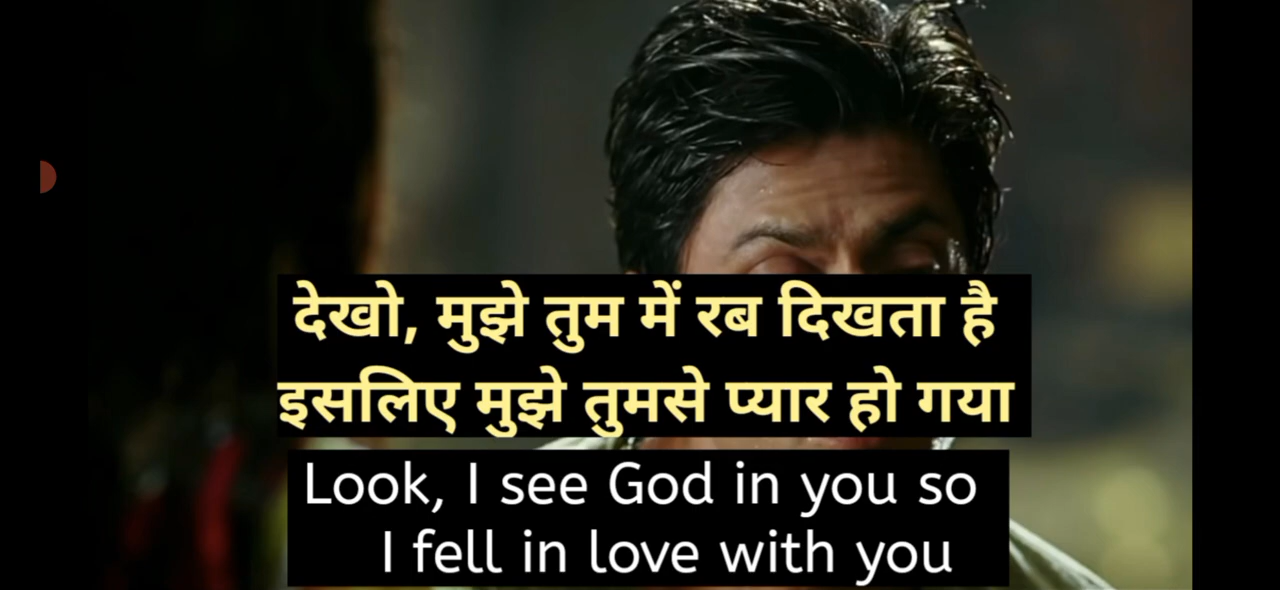 देखो, मुझे तुम में रब दिखता है
इसलिए मुझे तुमसे प्यार हो गया
Look, I see God in you so
I fell in love with you